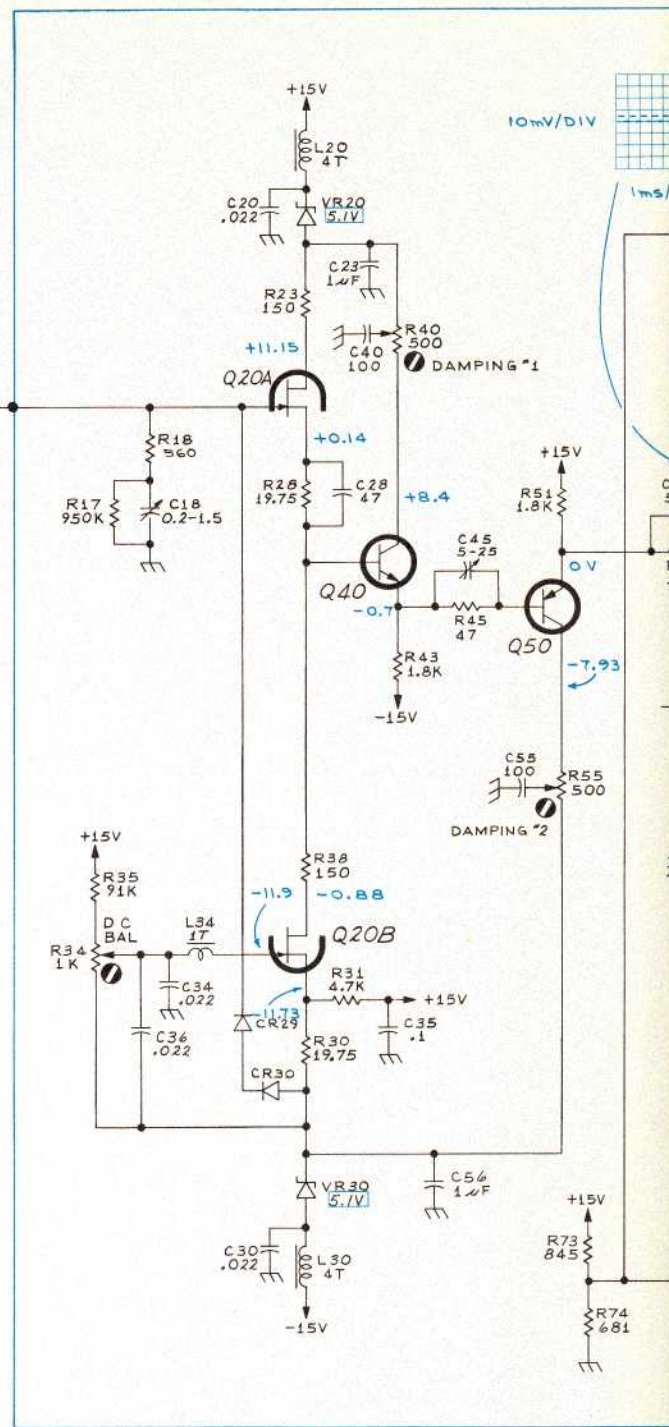 +15V
10mV/DIV
L20
4T
1ms/
C20
.022
VR20
5.1V
C23
1µF
R23
150
R40
500
+11.15
C40
100
DAMPING #1
Q20A
R18
360
+0.14
+15V
R17
950K
C18
0.2-1.5
R28
19.75
C28
47
+8.4
R51
1.8K
C45
5-25
0V
Q40
-0.7
R45
47
Q50
R43
1.8K
-7.93
-15V
C55
100
R55
500
DAMPING #2
+15V
R35
91K
R38
150
-11.9
-0.88
DC
BAL
L34
1T
Q20B
R34
1K
R31
4.7K
C34
.022
+15V
-11.73
CR29
C35
.1
C36
.022
R30
19.75
CR30
VR30
5.1V
C56
1µF
+15V
C30
.022
L30
4T
R73
845
-15V
R74
681